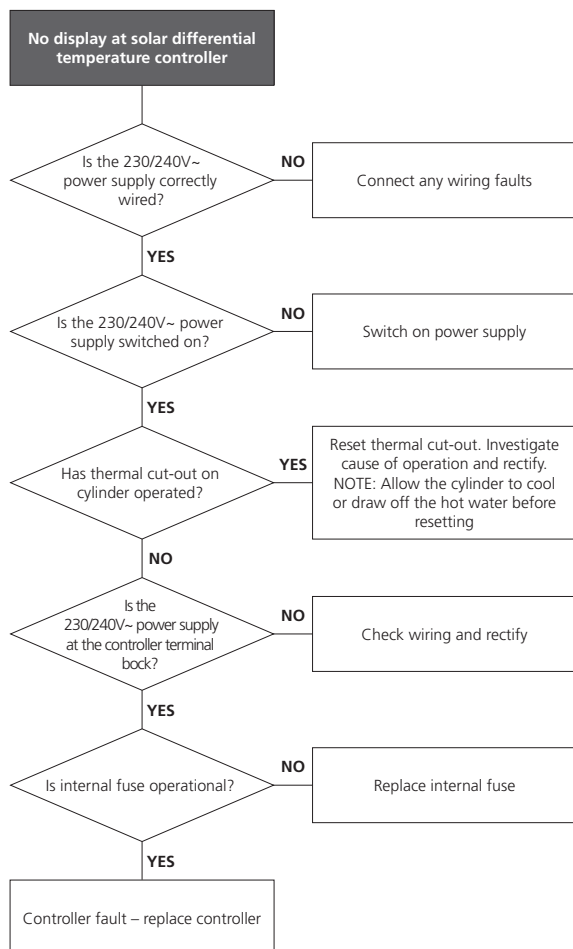 No display at solar differential
temperature controller
Is the 230/240V~
power supply correctly
wired?
NO
Connect any wiring faults
YES
Is the 230/240V~ power
supply switched on?
NO
Switch on power supply
YES
Has thermal cut-out on
cylinder operated?
YES
Reset thermal cut-out. Investigate
cause of operation and rectify.
NOTE: Allow the cylinder to cool
or draw off the hot water before
resetting
NO
Is the
230/240V~ power supply
at the controller terminal
bock?
NO
Check wiring and rectify
YES
Is internal fuse operational?
NO
Replace internal fuse
YES
Controller fault – replace controller